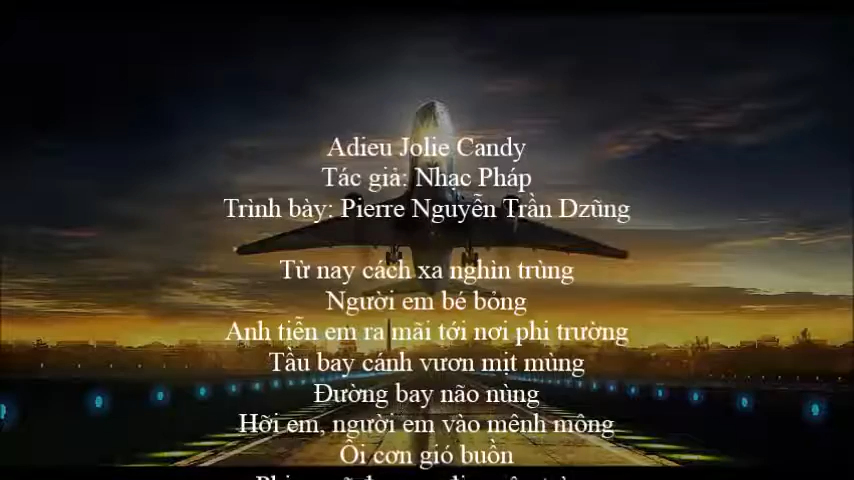 Adieu Jolie Candy
Tác giả: Nhạc Pháp
Trình bày: Pierre Nguyễn Trần Dzũng
Từ nay cách xa nghìn trùng
Người em bé bỏng
Anh tiễn em ra mãi tới nơi phi trường
Tầu bay cánh vươn mịt mùng
Đường bay não nùng
Hỡi em, người em vào mênh mông
Ôi cơn gió buồn